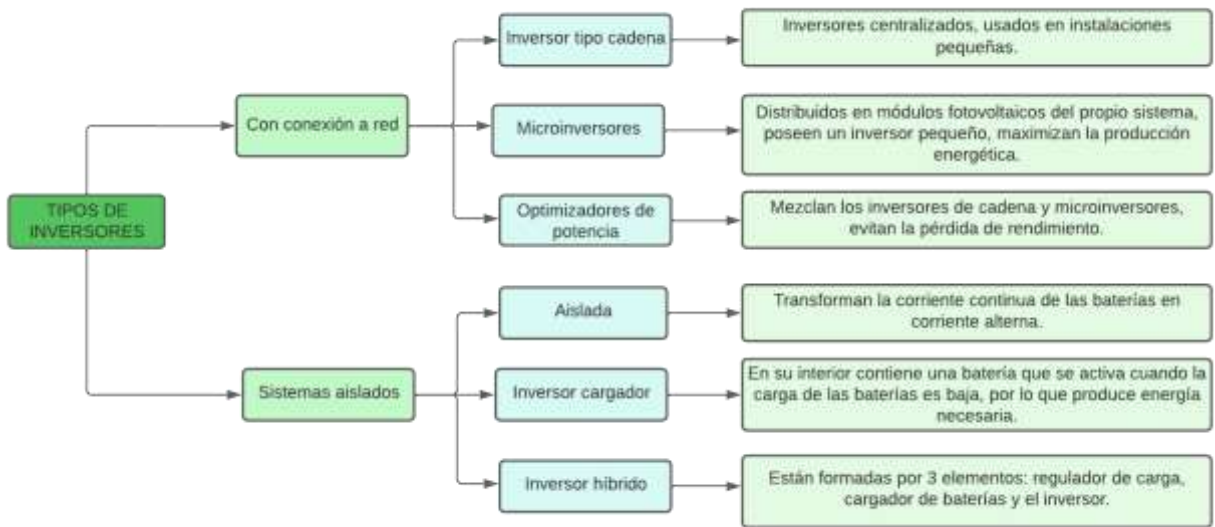 TIPOS DE
INVERSORES
Con conexión a red
Inversor tipo cadena
Inversores centralizados, usados en instalaciones
pequeñas.
Microinversores
Distribuidos en módulos fotovoltaicos del propio sistema,
poseen un inversor pequeño, maximizan la producción
energética.
Optimizadores de
potencia
Mezclan los inversores de cadena y microinversores,
evitan la pérdida de rendimiento.
Sistemas aislados
Aislada
Transforman la corriente continua de las baterías en
corriente alterna.
Inversor cargador
En su interior contiene una batería que se activa cuando la
carga de las baterías es baja, por lo que produce energía
necesaria.
Inversor híbrido
Están formadas por 3 elementos: regulador de carga,
cargador de baterías y el inversor.